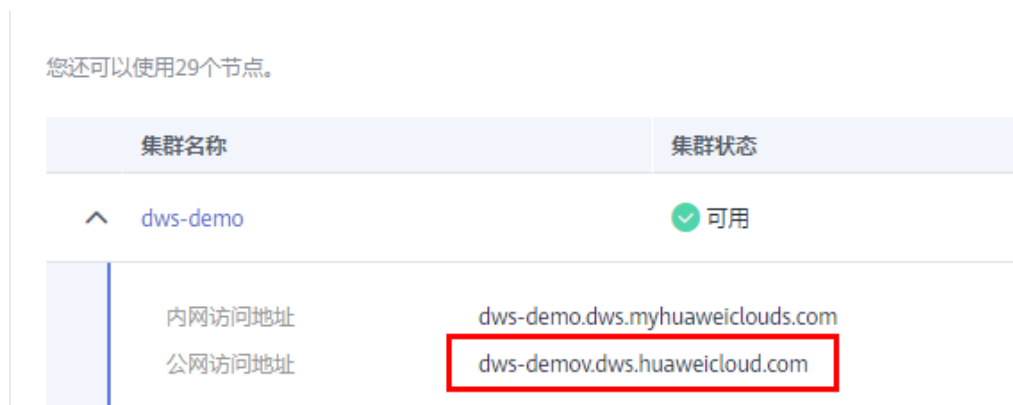 您还可以使用29个节点。
集群名称 集群状态
dws-demo 可用
内网访问地址 dws-demo.dws.myhuaweiclouds.com
公网访问地址 dws-demov.dws.huaweicloud.com